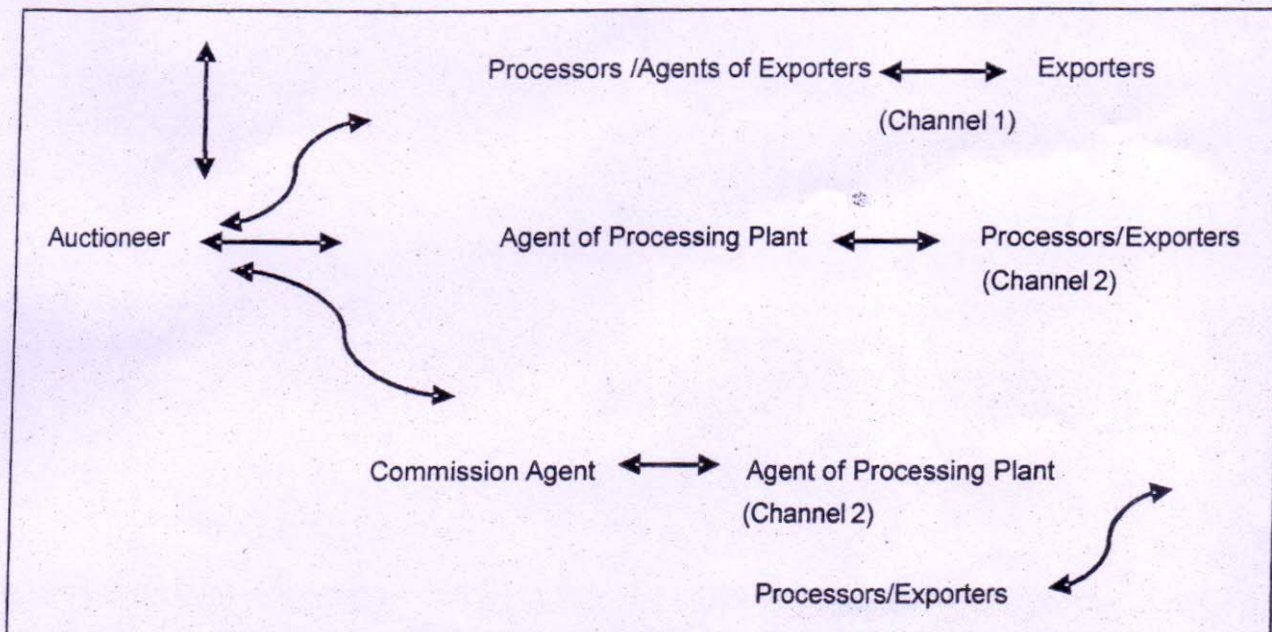 Processors /Agents of Exporters Exporters
(Channel 1)
Auctioneer Agent of Processing Plant Processors/Exporters
(Channel 2)
Commission Agent Agent of Processing Plant
(Channel 2)
Processors/Exporters